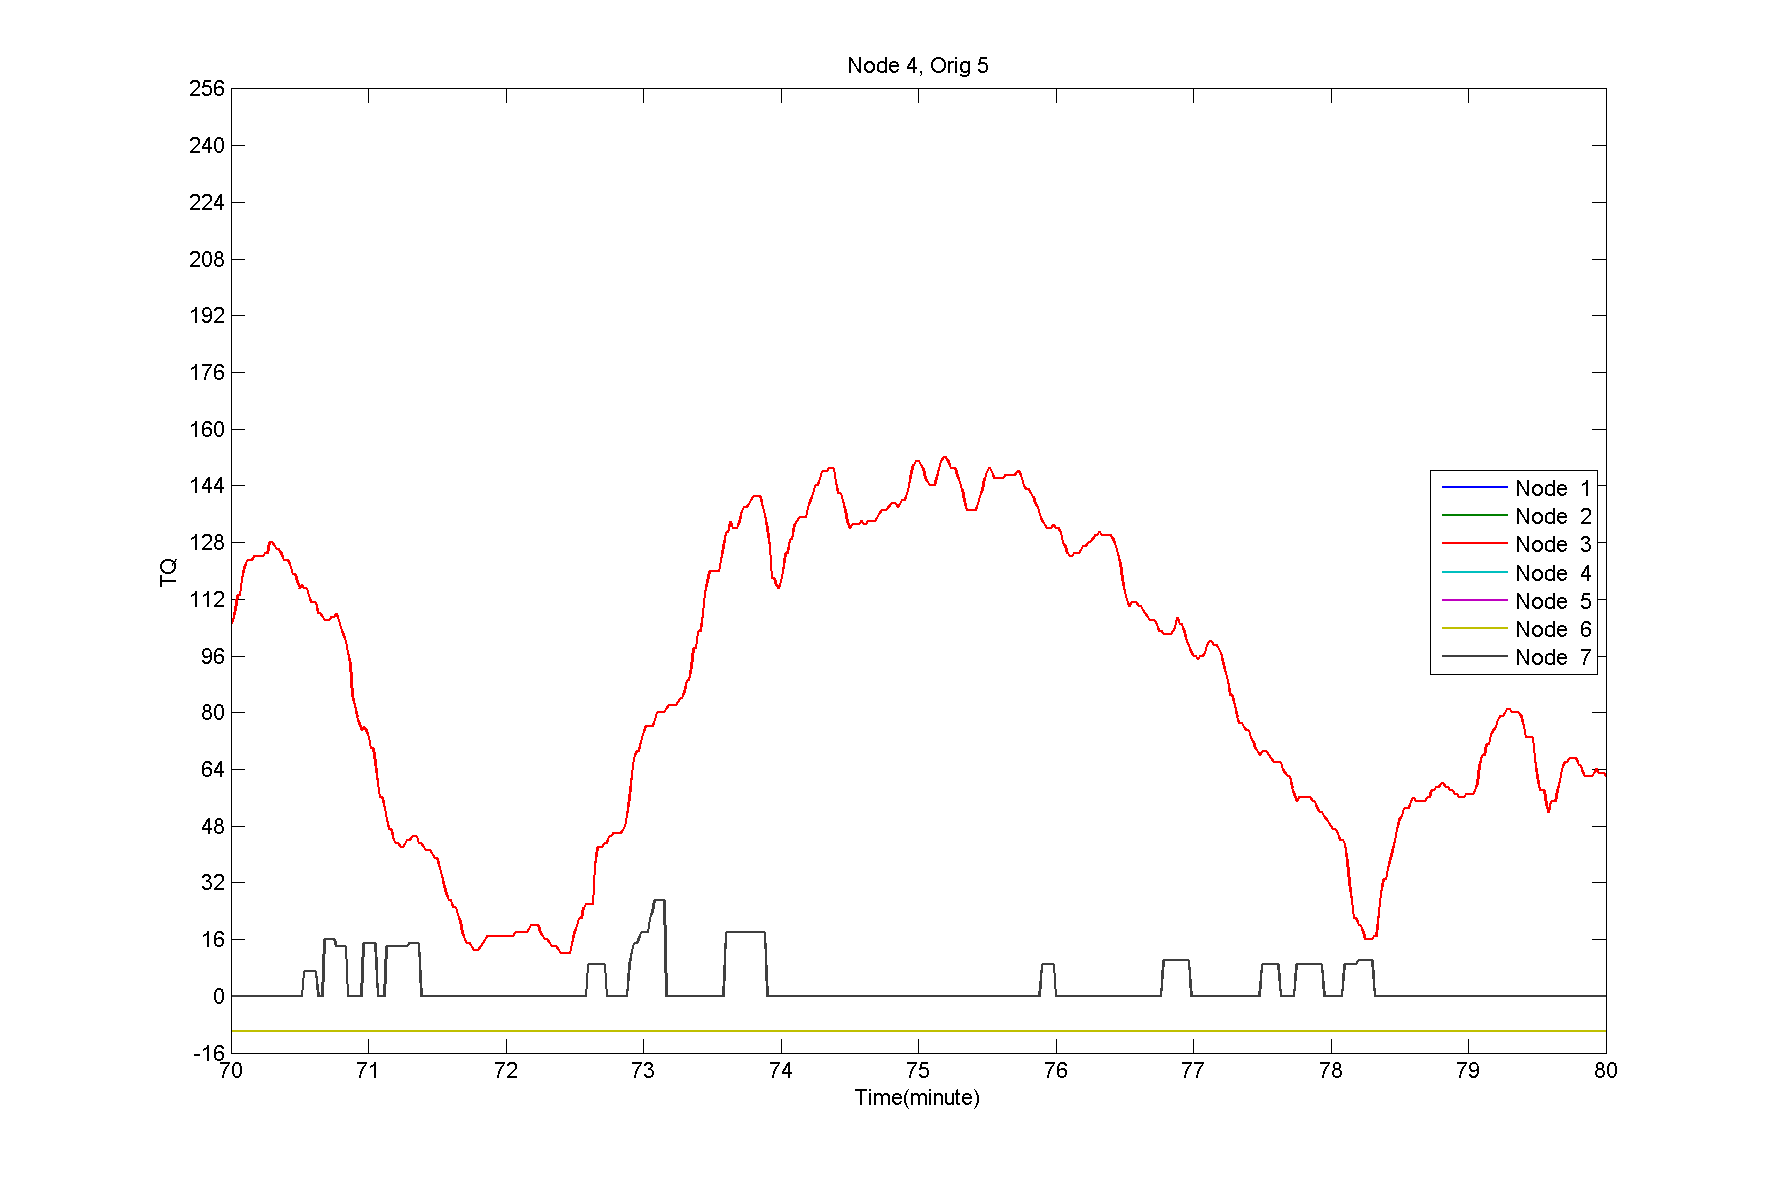 Node 4, Orig 5
256
240
224
208
192
176
160
144
128
112
96
80
64
48
32
16
0
-16
TQ
Node 1
Node 2
Node 3
Node 4
Node 5
Node 6
Node 7
70 71 72 73 74 75 76 77 78 79 80
Time(minute)